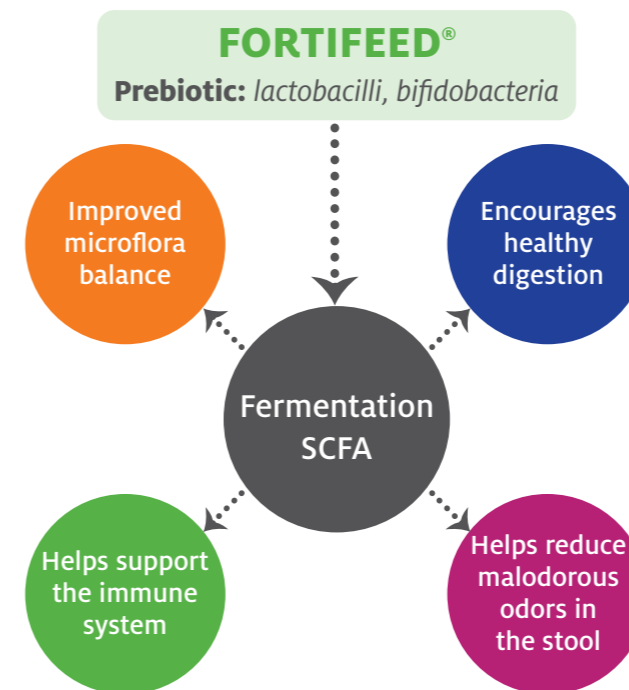 FORTIFEED®
Prebiotic: lactobacilli, bifidobacteria
Improved
microflora
balance
Encourages
healthy
digestion
Fermentation
SCFA
Helps support
the immune
system
Helps reduce
malodorous
odors in
the stool